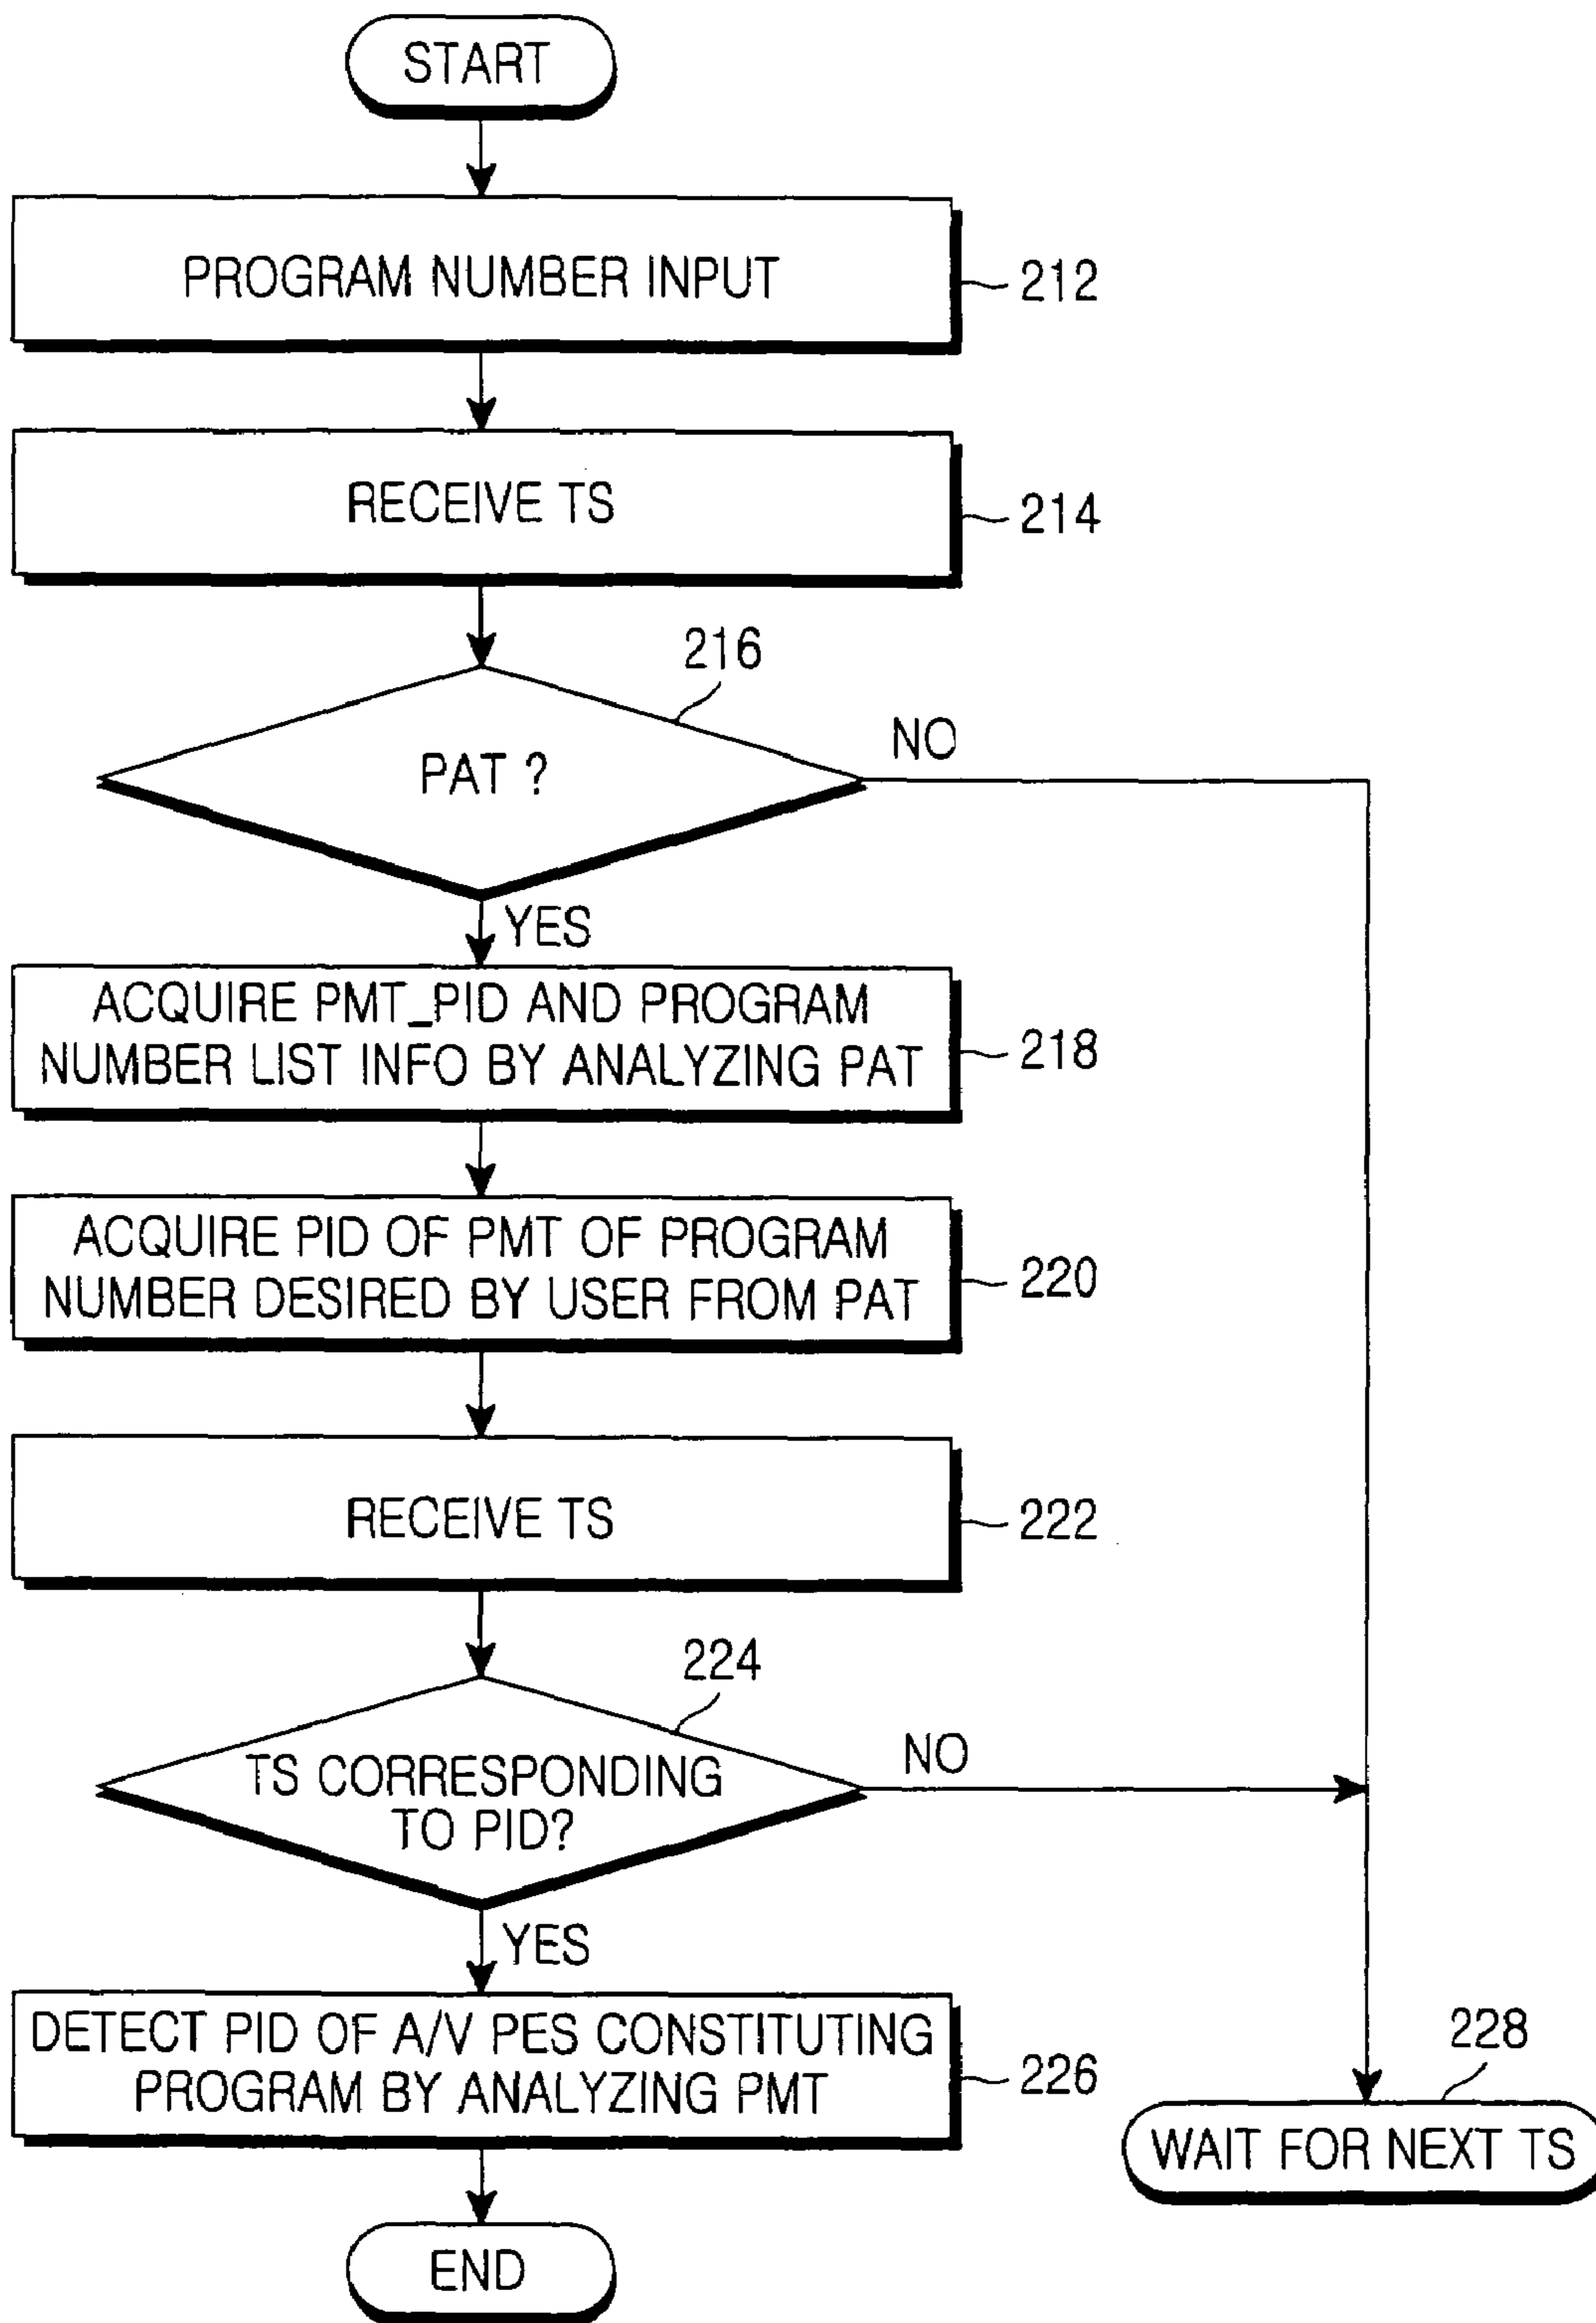 START
PROGRAM NUMBER INPUT
212
RECEIVE TS
214
216
PAT ?
NO
YES
ACQUIRE PMT_PID AND PROGRAM
NUMBER LIST INFO BY ANALYZING PAT
218
ACQUIRE PID OF PMT OF PROGRAM
NUMBER DESIRED BY USER FROM PAT
220
RECEIVE TS
222
224
TS CORRESPONDING
TO PID?
NO
YES
DETECT PID OF A/V PES CONSTITUTING
PROGRAM BY ANALYZING PMT
226
228
WAIT FOR NEXT TS
END